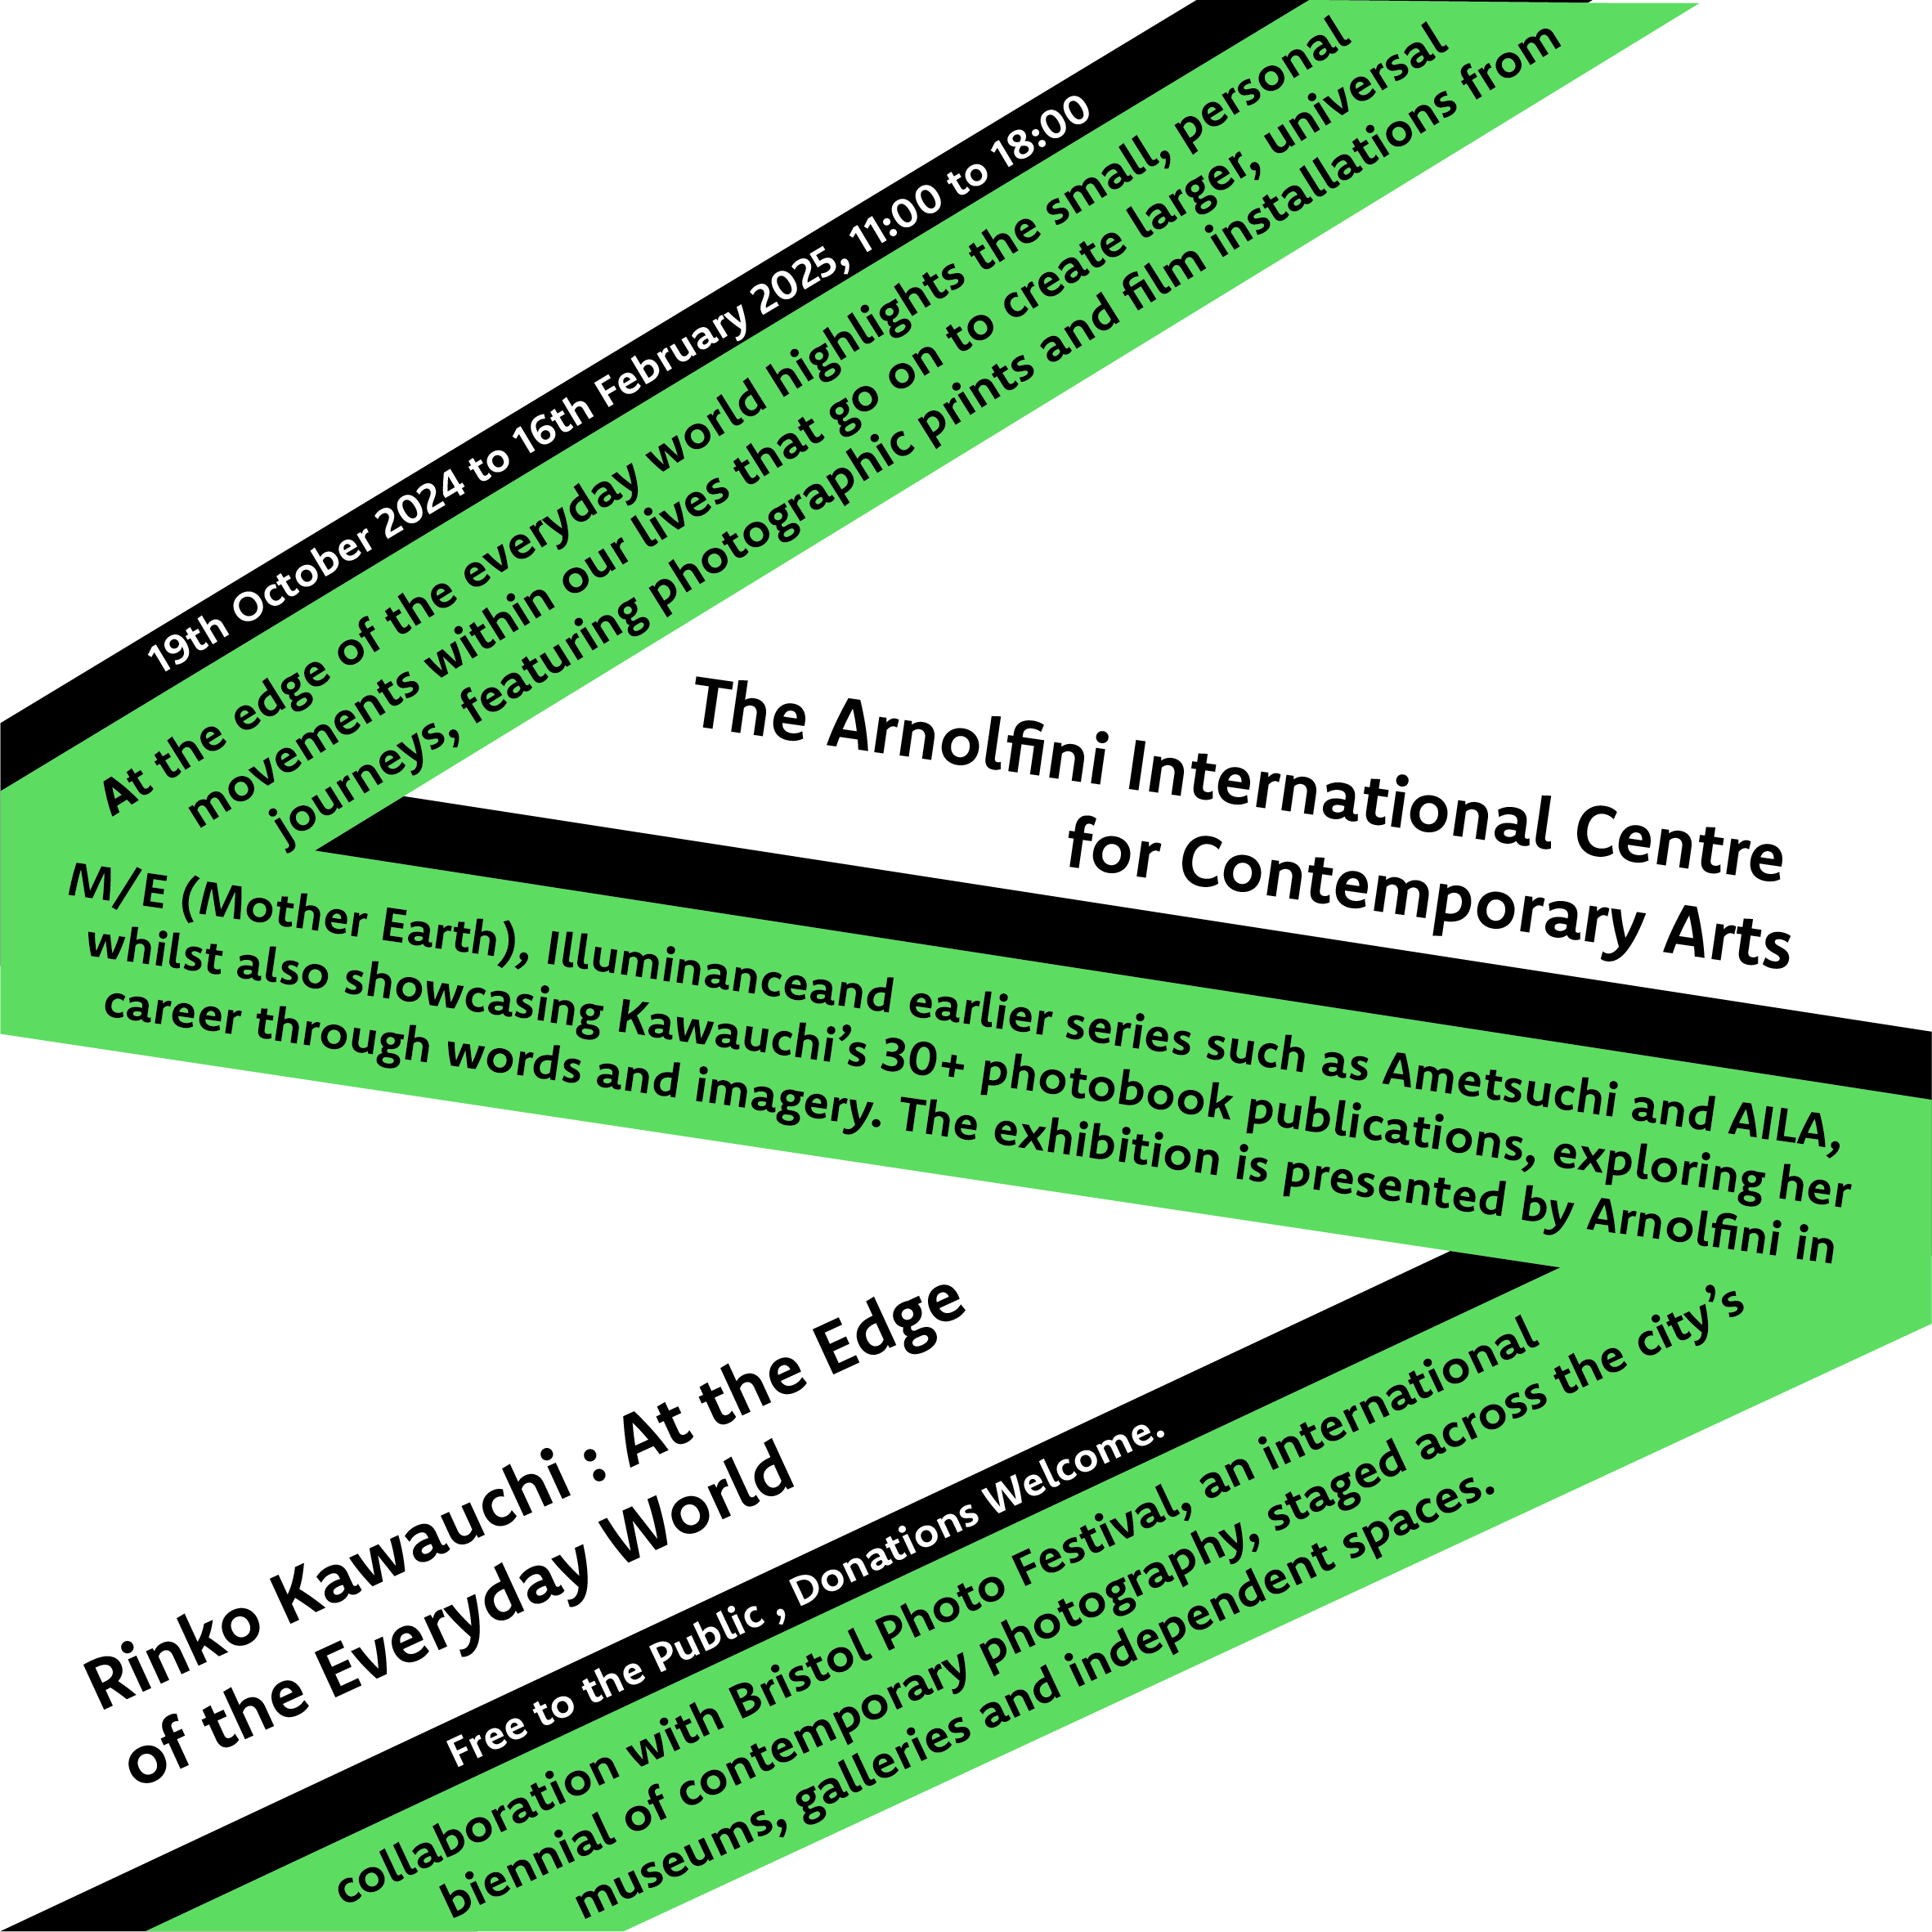 19th October 2024 to 16th February 2025, 11:00 to 18:00
At the edge of the everyday world highlights the small, personal
movements within our lives that go on to create larger, universal
journeys, featuring photographic prints and film installations from
The Arnolfini International Centre
for Contemporary Arts
M/E (Mother Earth). Illuminanceand earlier series such as Ametsuchi and AILLA,
whilst also showcasing Kawauchi’s 30+ photobook publications, exploring her
career through words and imagery. The exhibition is presented by Arnolfini in
Rinko Kawauchi : At the Edge
of the Everyday World
Free to the Public, Donations Welcome.
collaboration with Bristol Photo Festival, an international
biennial of contemporary photography, staged across the city’s
museums, galleries and independent spaces.